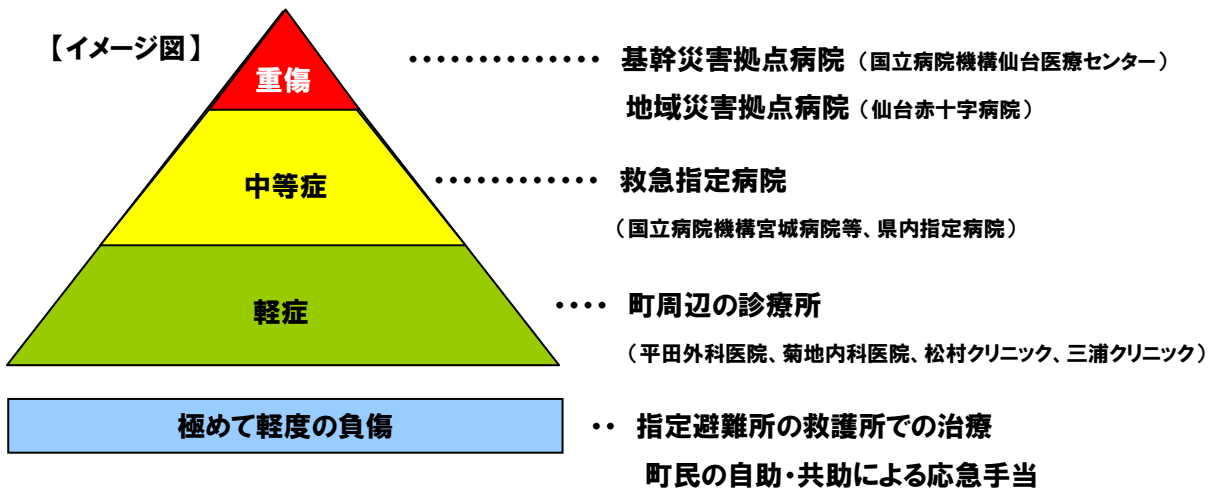 【イメージ図】
重傷
・・・・・・・・・・・・・・ 基幹災害拠点病院（国立病院機構仙台医療センター）
地域災害拠点病院（仙台赤十字病院）
中等症
・・・・・・・・・・・・ 救急指定病院
（国立病院機構宮城病院等、県内指定病院）
軽症
・・・・ 町周辺の診療所
（平田外科医院、菊地内科医院、松村クリニック、三浦クリニック）
極めて軽度の負傷
・・ 指定避難所の救護所での治療
町民の自助・共助による応急手当